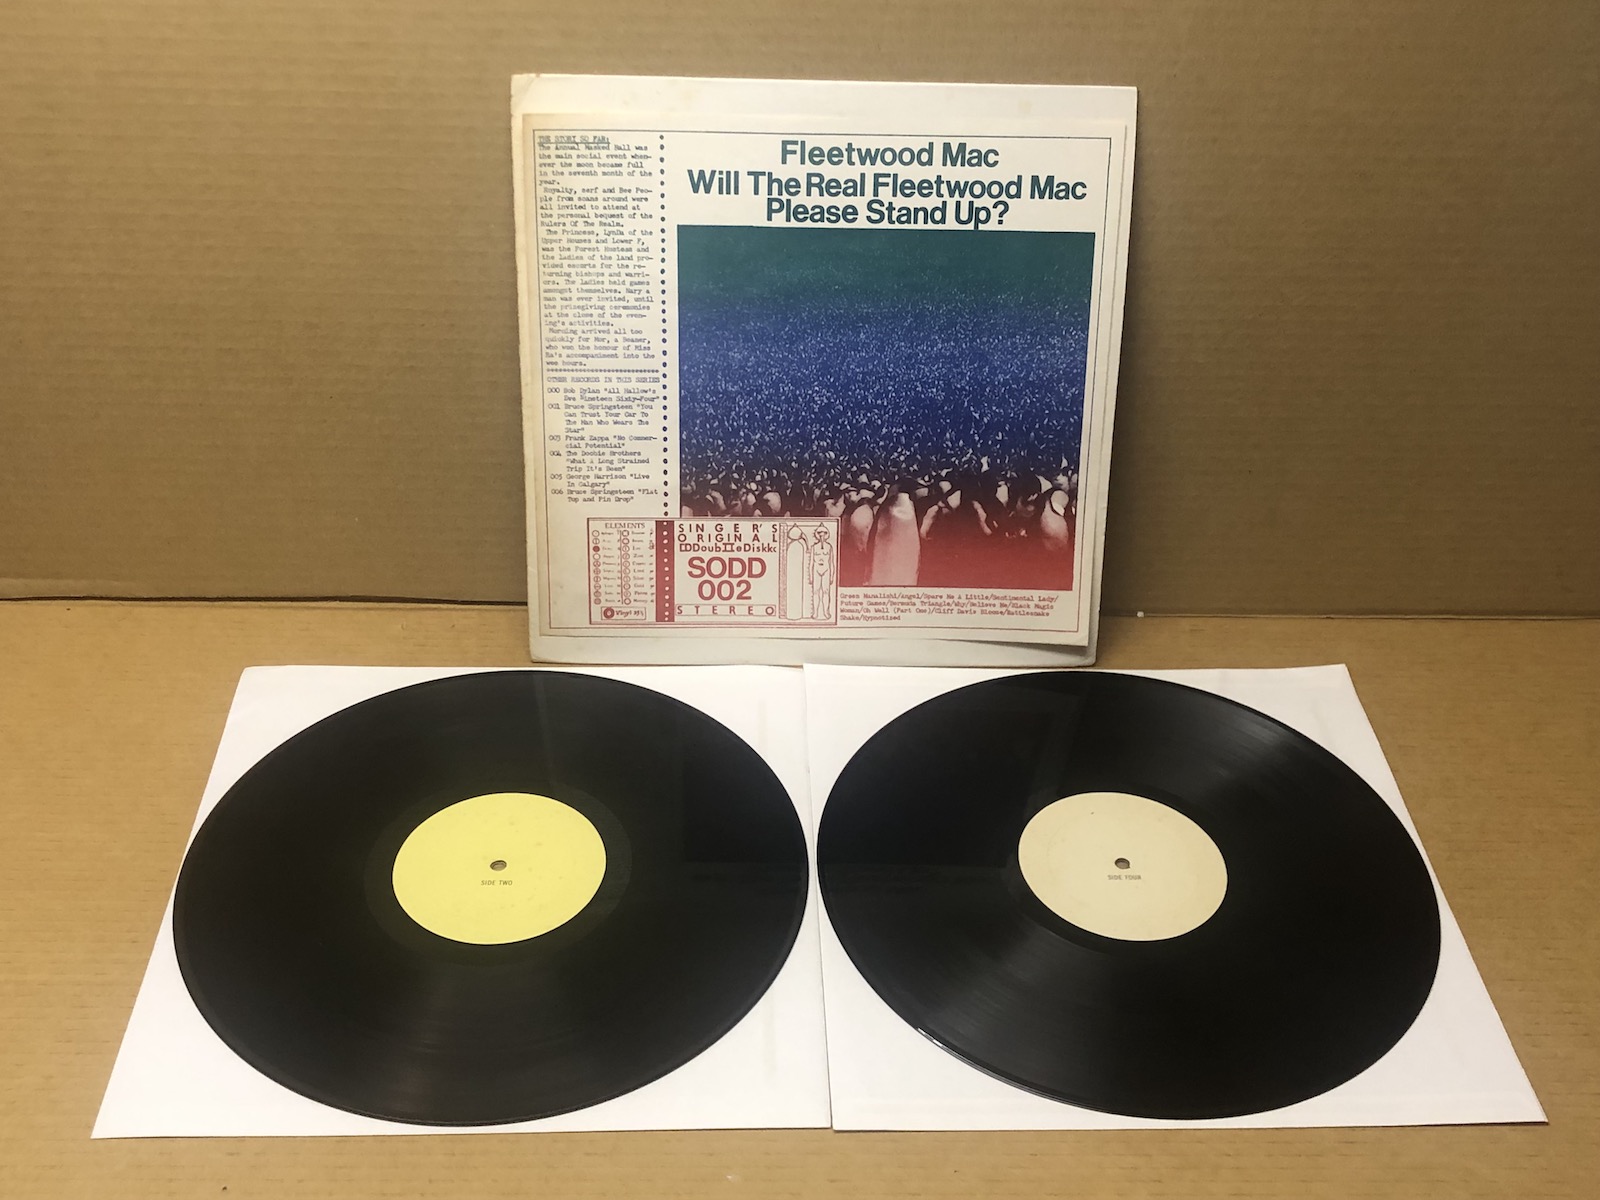 THE STORY SO FAR:
The Annual Masked Ball was
the main social event when-
ever the moon became full
in the seventh month of the
year.
Royalty, serf and Bee Peo-
ple from soans around were
all invited to attend at
the personal bequest of the
Rulers Of The Realm.
The Princess, LynDa of the
Upper Houses and Lower F,
was the Forest Hostess and
the Ladies of the land pro-
vided escorts for the re-
turning bishops and warri-
ors. The ladies held games
amongst themselves. Many a
man was ever invited, until
the prizegiving ceremonies
at the close of the even-
ing's activities.
Morning arrived all too
quickly for Mor, a Seaner,
who won the honour of Miss
Ra's accompaniment into the
wee hours.
OTHER RECORDS IN THIS SERIES
000 Bob Dylan "All Hallow's
Eve Nineteen Sixty-Four"
001 Bruce Springsteen "You
Can Trust Your Car To
The Man Who Wears The
Star"
003 Frank Zappa "No Commer-
cial Potential"
004 The Doobie Brothers
"What A Long Strained
Trip It's Been"
005 George Harrison "Live
In Calgary"
006 Bruce Springsteen "Flat
Top and Pin Drop"
Fleetwood Mac
Will The Real Fleetwood Mac
Please Stand Up?
ELEMENTS
Vinyl
SINGER'S
ORIGINAL
DDoubIIeDiskk
SODD
002
STEREO
Green Manalishi/Angel/Spare Me A Little/Sentimental Lady/
Future Games/Bermuda Triangle/Why/Believe Me/Black Magic
Woman/Oh Well (Part One)/Cliff Davis Blooze/Rattlesnake
Shake/Hypnotized
SIDE TWO
SIDE FOUR